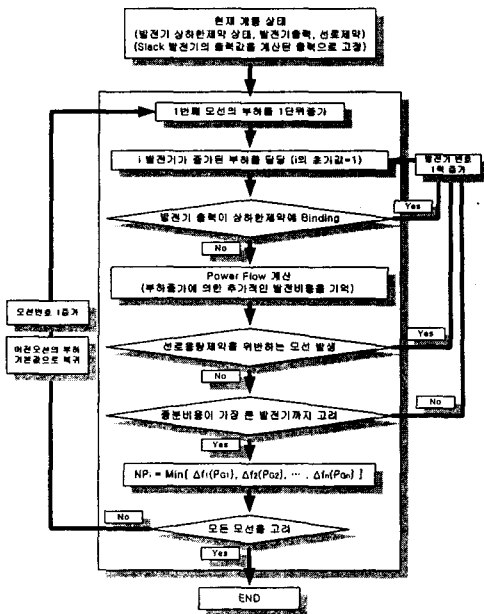 현재 계통 상태
(발전기 상하한제약 상태, 발전기출력, 선로제약)
(Slack 발전기의 출력값을 계산된 출력으로 고정)
1번째 모선의 부하를 1단위증가
i 발전기가 증가된 부하를 담당 (i의 초기값=1)
발전기 번호
1씩 증가
발전기 출력이 상하한제약에 Binding
Yes
No
Power Flow 계산
(부하증가에 의한 추가적인 발전비용을 기억)
모선번호 1증가
이전모선의 부하
기본값으로 복귀
선로용량제약을 위반하는 모선 발생
Yes
No
증분비용이 가장 큰 발전기까지 고려
No
Yes
NPi = Min{ Δf1(PG1), Δf2(PG2), ⋯ , Δfn(PGn) }
No
모든 모선을 고려
Yes
END